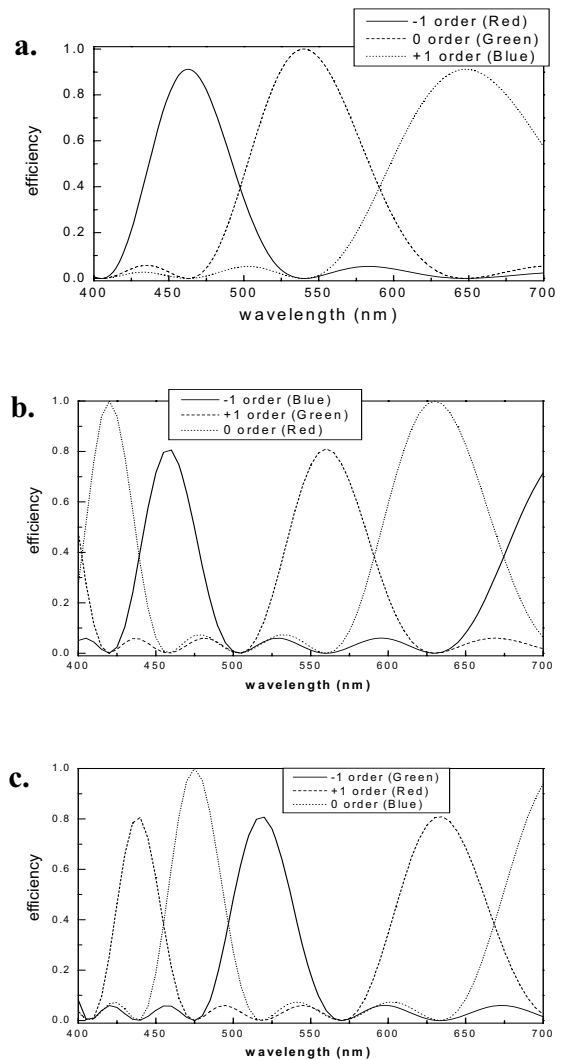 a.
-1 order (Red)
0 order (Green)
+1 order (Blue)
1.0
0.8
0.6
0.4
0.2
0.0
efficiency
400 450 500 550 600 650 700
wavelength (nm)
b.
-1 order (Blue)
+1 order (Green)
0 order (Red)
1.0
0.8
0.6
0.4
0.2
0.0
efficiency
400 450 500 550 600 650 700
wavelength (nm)
c.
-1 order (Green)
+1 order (Red)
0 order (Blue)
1.0
0.8
0.6
0.4
0.2
0.0
efficiency
400 450 500 550 600 650 700
wavelength (nm)